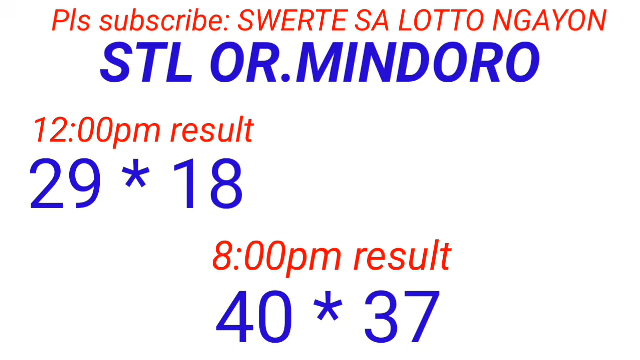 Pls subscribe: SWERTE SA LOTTO NGAYON
STL OR.MINDORO
12:00pm result
29 * 18
8:00pm result
40 * 37